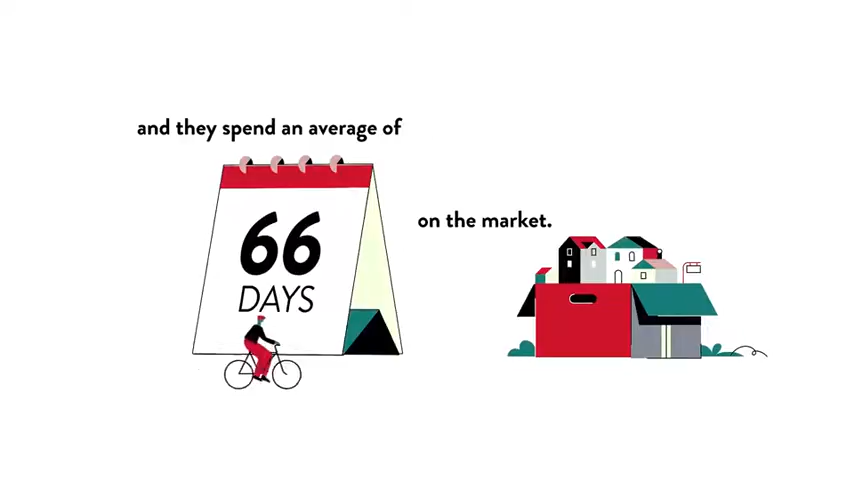 and they spend an average of
66
DAYS
on the market.